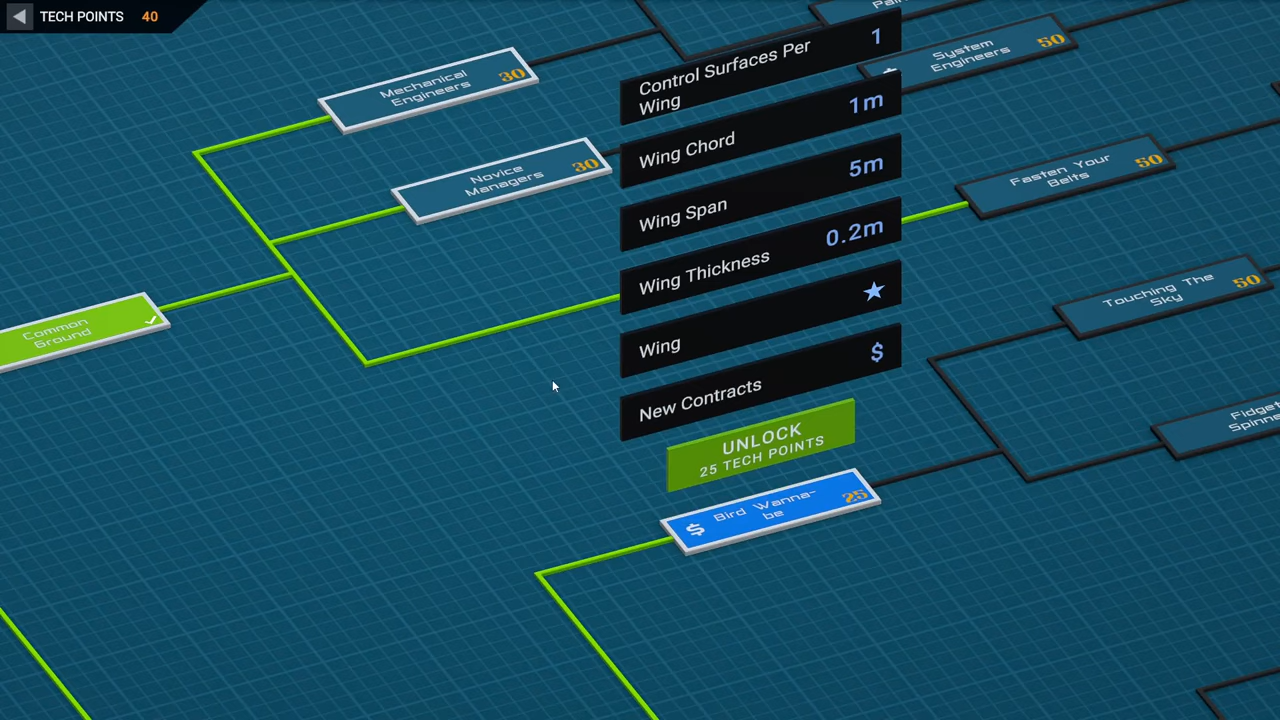 TECH POINTS 40
Mechanical
Engineers
30
Novice
Managers
30
Common
Ground
Control Surfaces Per
Wing
1
Wing Chord
1m
Wing Span
5m
Wing Thickness
0.2m
Wing
★
New Contracts
$
UNLOCK
25 TECH POINTS
$ Bird Wanna-
be
25
System
Engineers
50
Fasten Your
Belts
50
Touching The
Sky
50